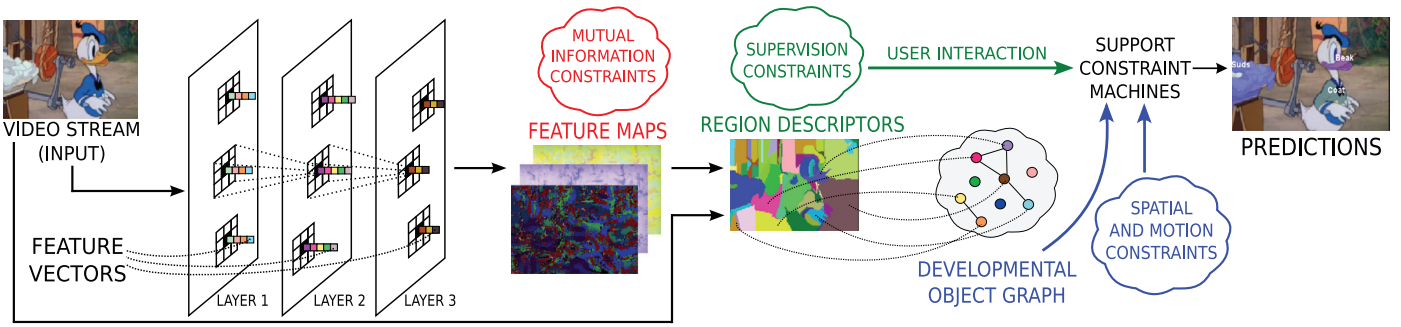 VIDEO STREAM
(INPUT)
FEATURE
VECTORS
LAYER 1
LAYER 2
LAYER 3
MUTUAL
INFORMATION
CONSTRAINTS
FEATURE MAPS
SUPERVISION
CONSTRAINTS
REGION DESCRIPTORS
USER INTERACTION
DEVELOPMENTAL
OBJECT GRAPH
SUPPORT
CONSTRAINT
MACHINES
SPATIAL
AND MOTION
CONSTRAINTS
Suds
Beak
Coat
PREDICTIONS